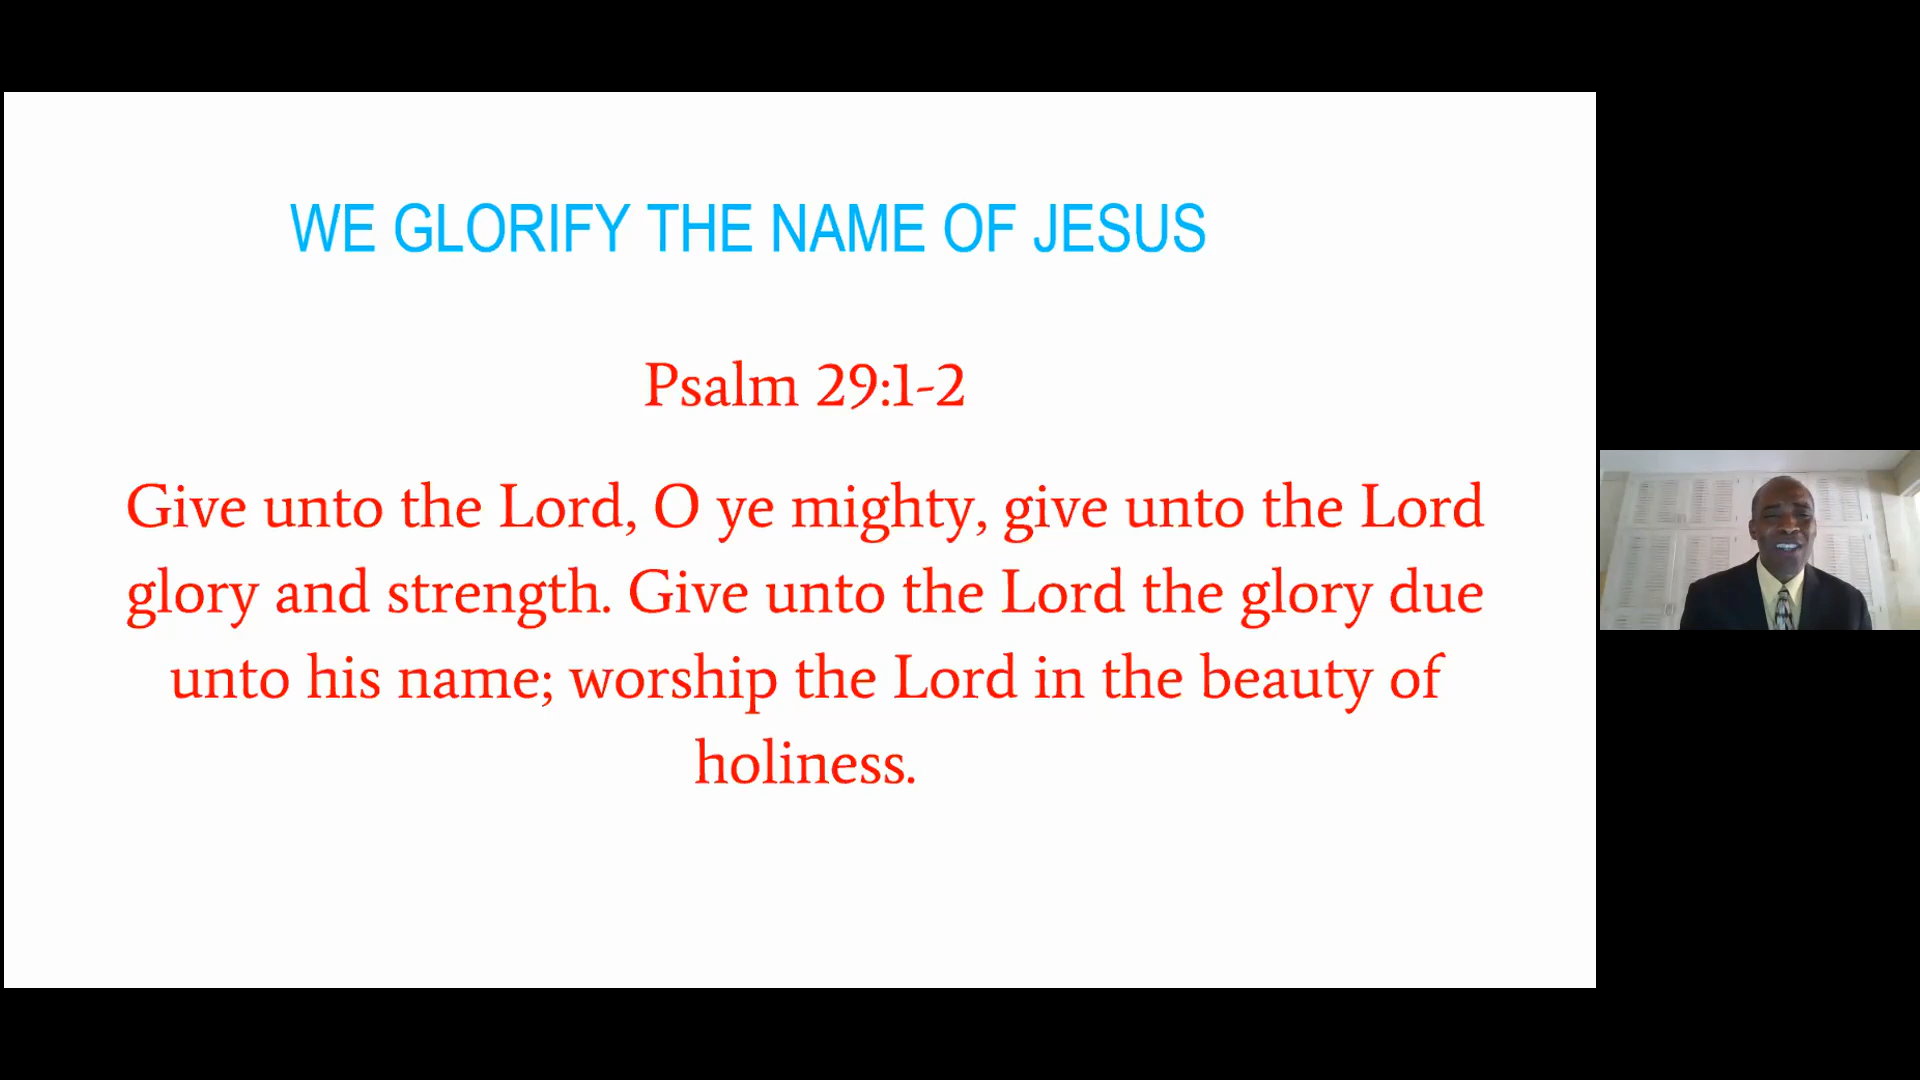 WE GLORIFY THE NAME OF JESUS
Psalm 29:1-2
Give unto the Lord, O ye mighty, give unto the Lord
glory and strength. Give unto the Lord the glory due
unto his name; worship the Lord in the beauty of
holiness.